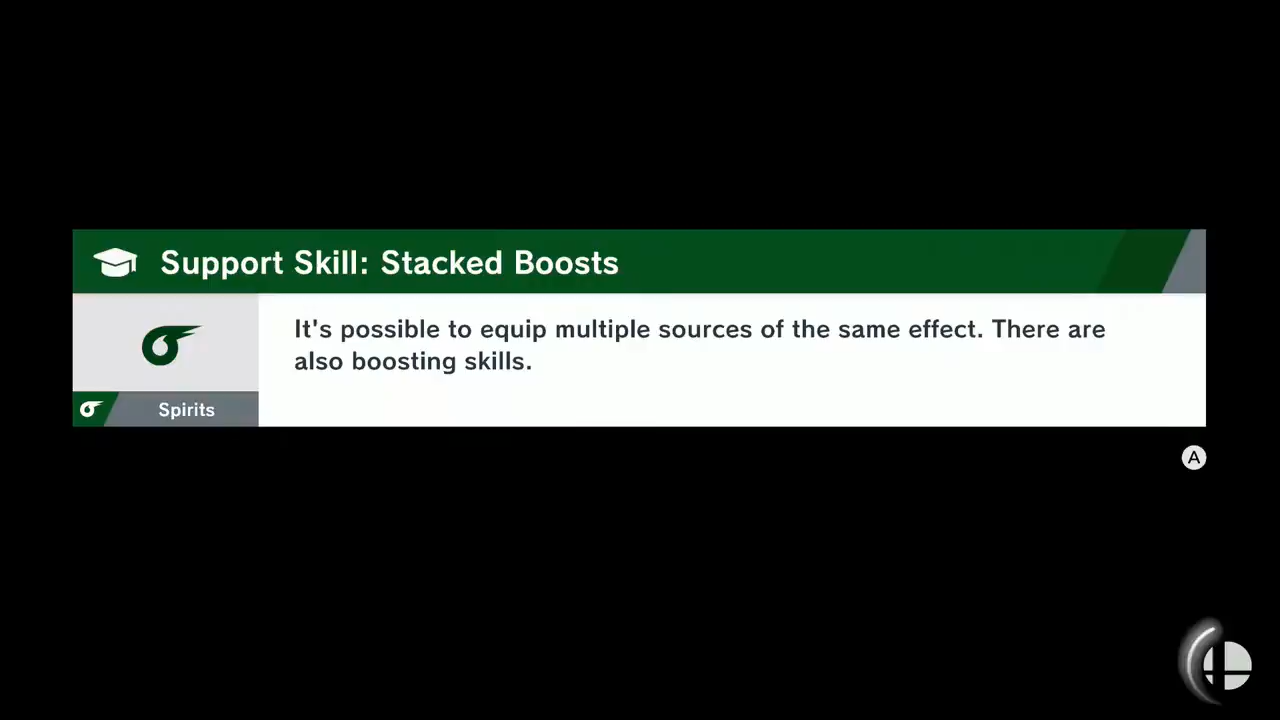 Support Skill: Stacked Boosts
It's possible to equip multiple sources of the same effect. There are
also boosting skills.
Spirits
A